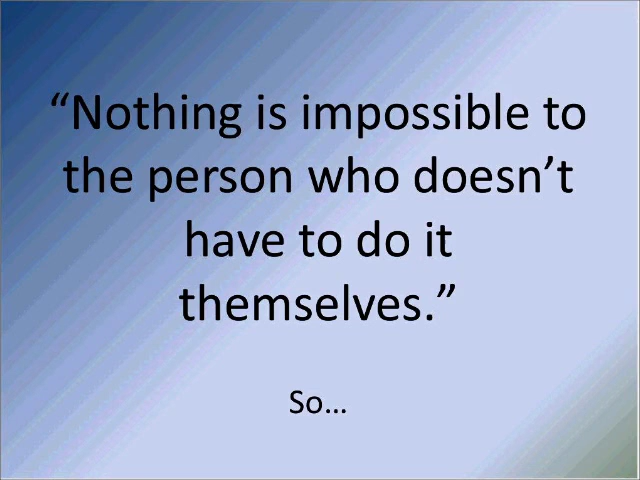 “Nothing is impossible to
the person who doesn’t
have to do it
themselves.”
So…